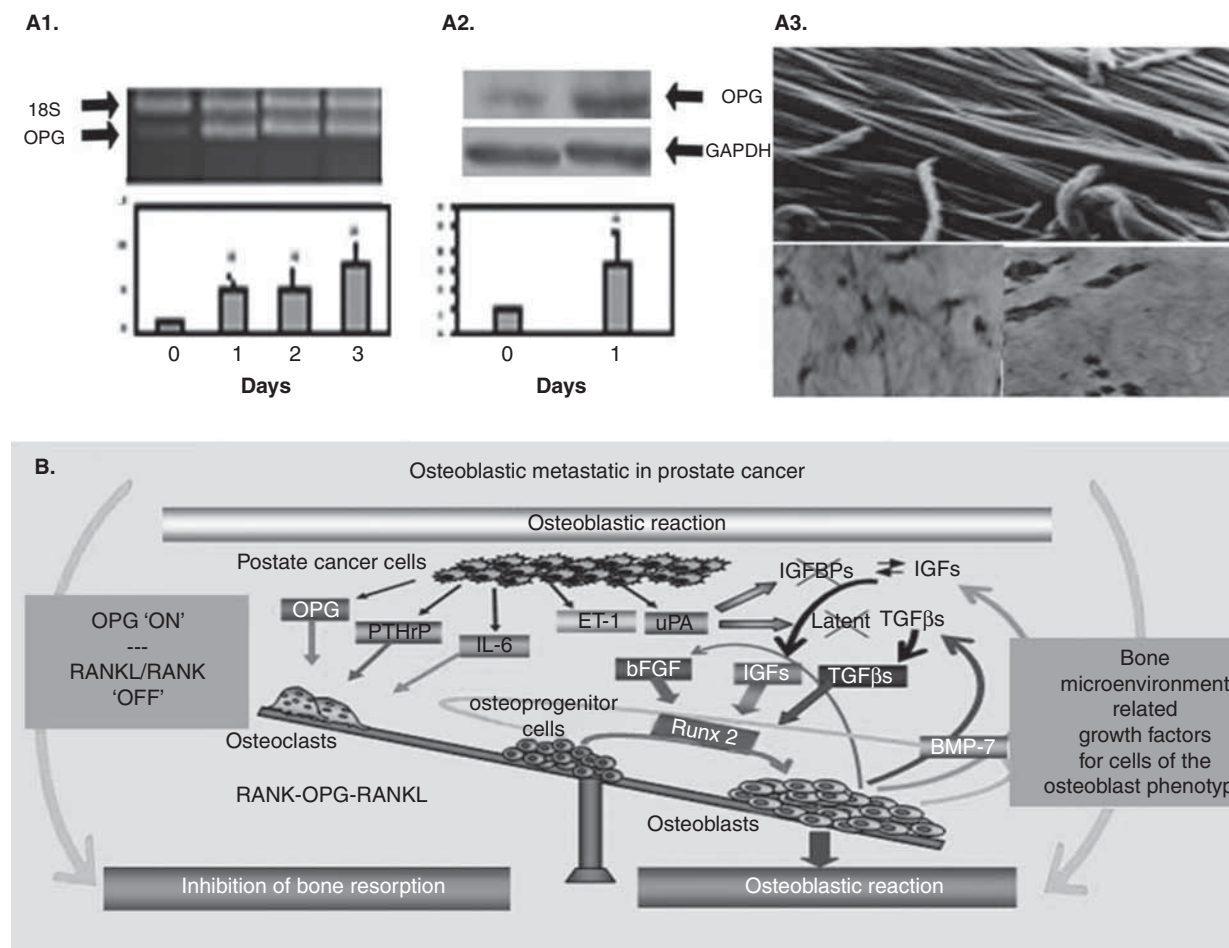 A1.
A2.
A3.
18S
OPG
OPG
GAPDH
0 1 2 3
Days
0 1
Days
B.
Osteoblastic metastatic in prostate cancer
Osteoblastic reaction
Postate cancer cells
IGFBPs
IGFs
OPG
PTHrP
IL-6
ET-1
uPA
Latent TGFβs
bFGF
IGFs
TGFβs
OPG ‘ON’
---
RANKL/RANK
‘OFF’
Bone
microenvironment
related
growth factors
for cells of the
osteoblast phenotyp
osteoprogenitor
cells
Runx 2
BMP-7
Osteoclasts
RANK-OPG-RANKL
Osteoblasts
Inhibition of bone resorption
Osteoblastic reaction